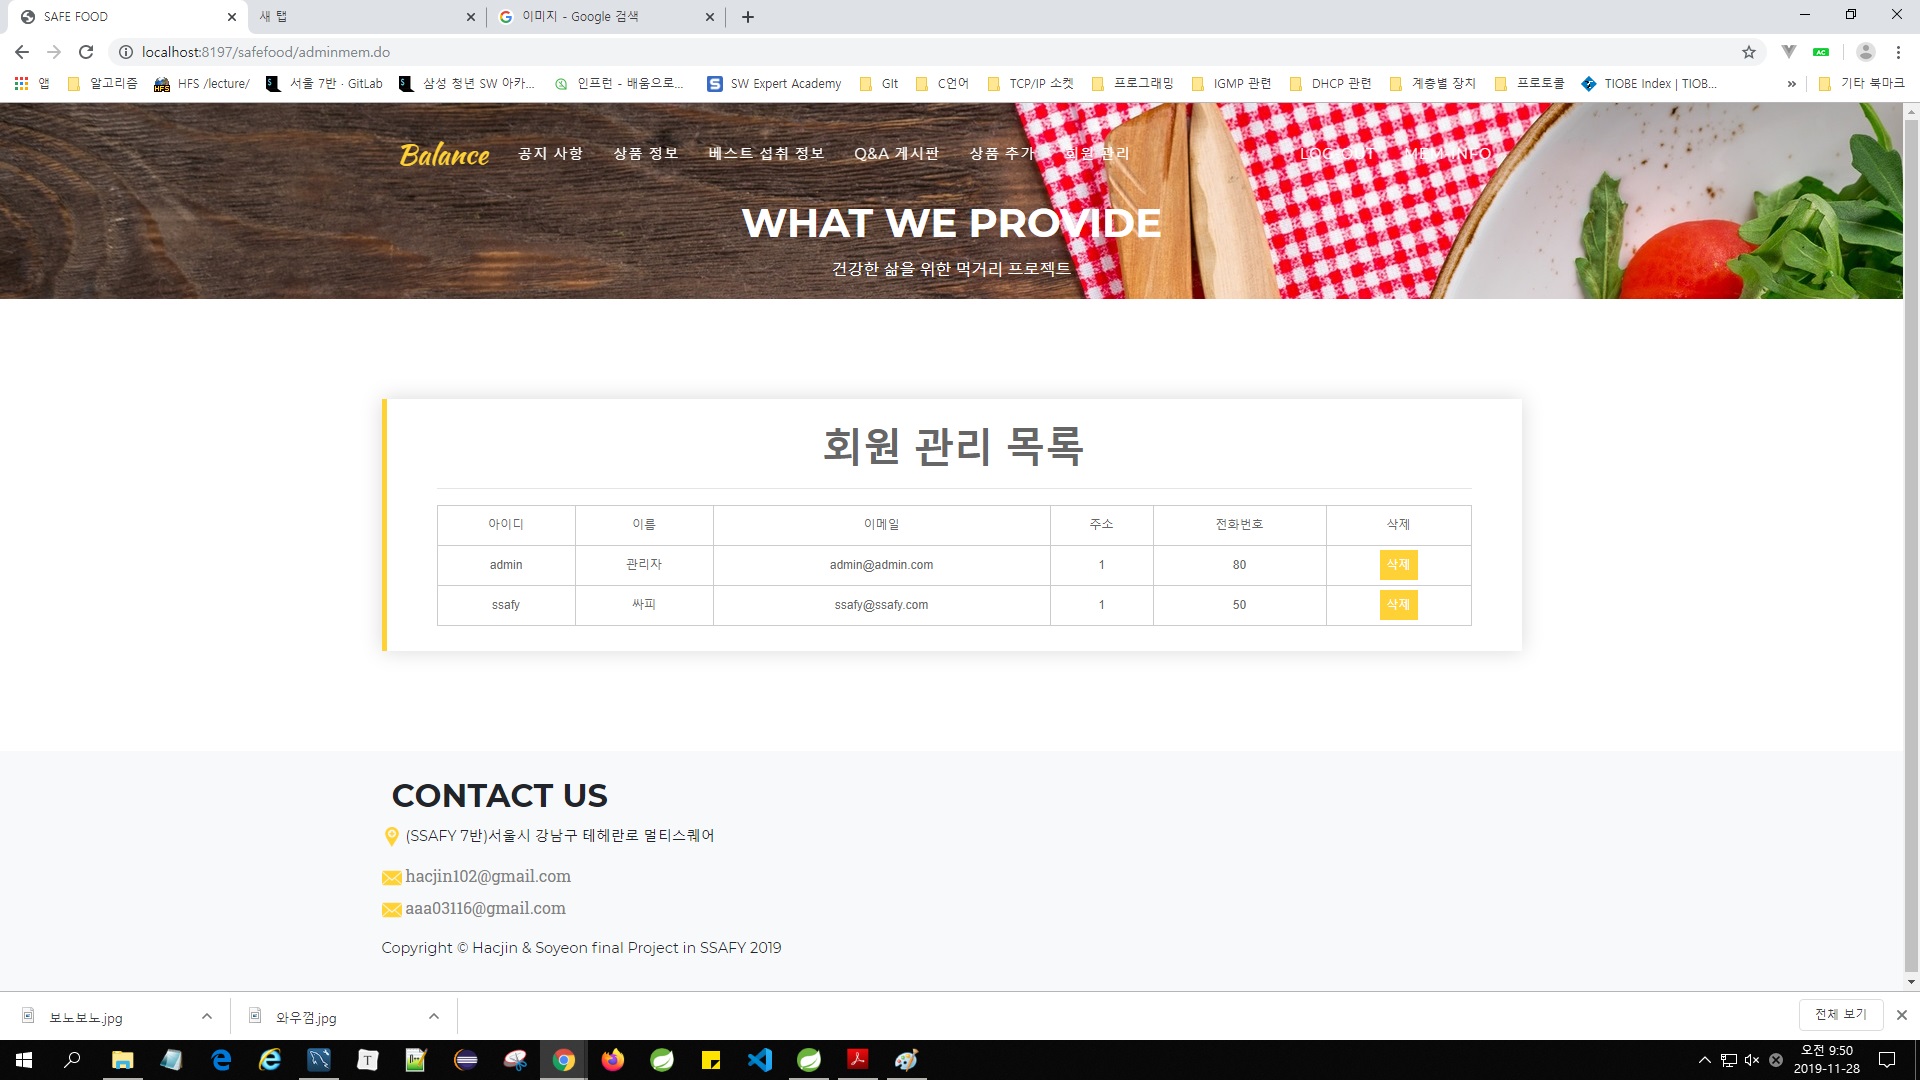 SAFE FOOD
새 탭
이미지 - Google 검색
localhost:8197/safefood/adminmem.do
앱
알고리즘
HFS /lecture/
서울 7반 · GitLab
삼성 청년 SW 아카...
인프런 - 배움으로...
SW Expert Academy
GIt
C언어
TCP/IP 소켓
프로그래밍
IGMP 관련
DHCP 관련
계층별 장치
프로토콜
TIOBE Index | TIOB...
기타 북마크
Balance 공지 사항 상품 정보 베스트 섭취 정보 Q&A 게시판 상품 추가 회원 관리 LOG OUT MEM INFO
WHAT WE PROVIDE
건강한 삶을 위한 먹거리 프로젝트
회원 관리 목록
아이디 이름 이메일 주소 전화번호 삭제
admin 관리자 admin@admin.com 1 80 삭제
ssafy 싸피 ssafy@ssafy.com 1 50 삭제
CONTACT US
(SSAFY 7반)서울시 강남구 테헤란로 멀티스퀘어
hacjin102@gmail.com
aaa03116@gmail.com
Copyright © Hacjin & Soyeon final Project in SSAFY 2019
보노보노.jpg
와우껌.jpg
전체 보기
오전 9:50
2019-11-28